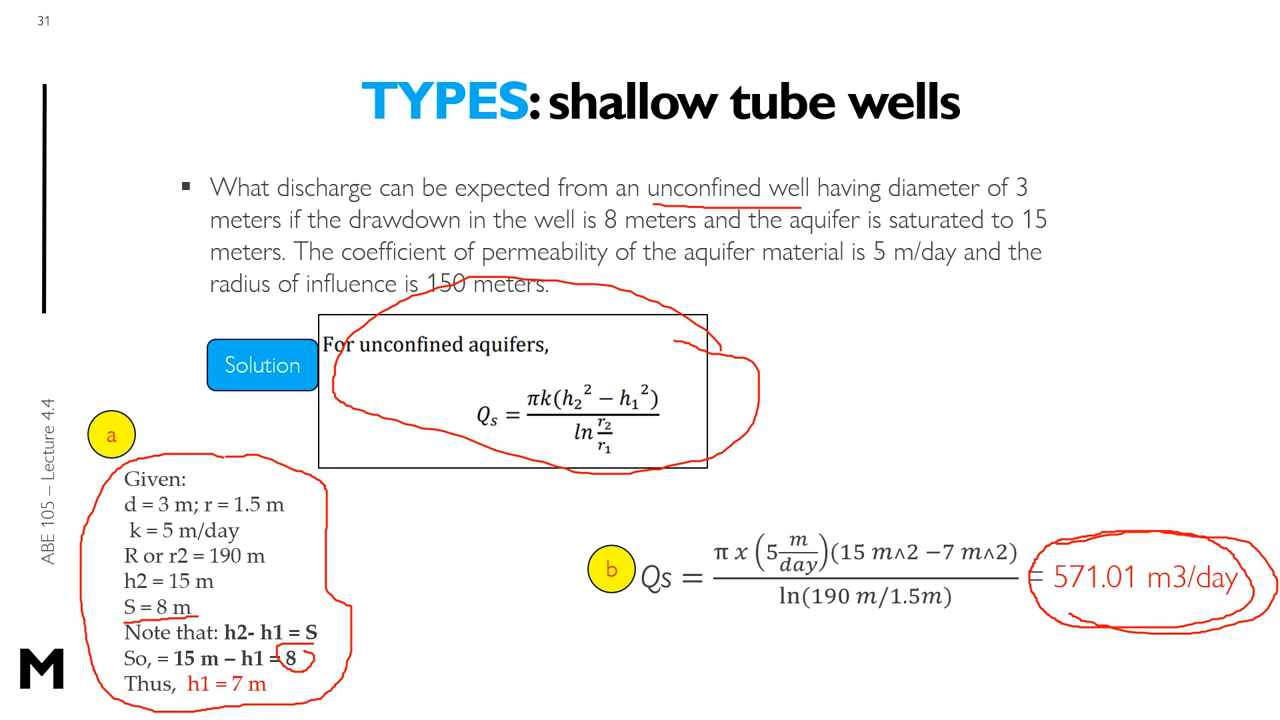 31
TYPES: shallow tube wells
▪ What discharge can be expected from an unconfined well having diameter of 3
meters if the drawdown in the well is 8 meters and the aquifer is saturated to 15
meters. The coefficient of permeability of the aquifer material is 5 m/day and the
radius of influence is 150 meters.
Solution
For unconfined aquifers,
Qₛ = πk(h₂² − h₁²) / ln r₂/r₁
a
Given:
d = 3 m; r = 1.5 m
k = 5 m/day
R or r2 = 190 m
h2 = 15 m
S = 8 m
Note that: h2- h1 = S
So, = 15 m – h1 = 8
Thus, h1 = 7 m
b
Qs = π x (5 m/day)(15 m^2 −7 m^2) / ln(190 m/1.5m) = 571.01 m3/day
ABE 105 – Lecture 4.4
M